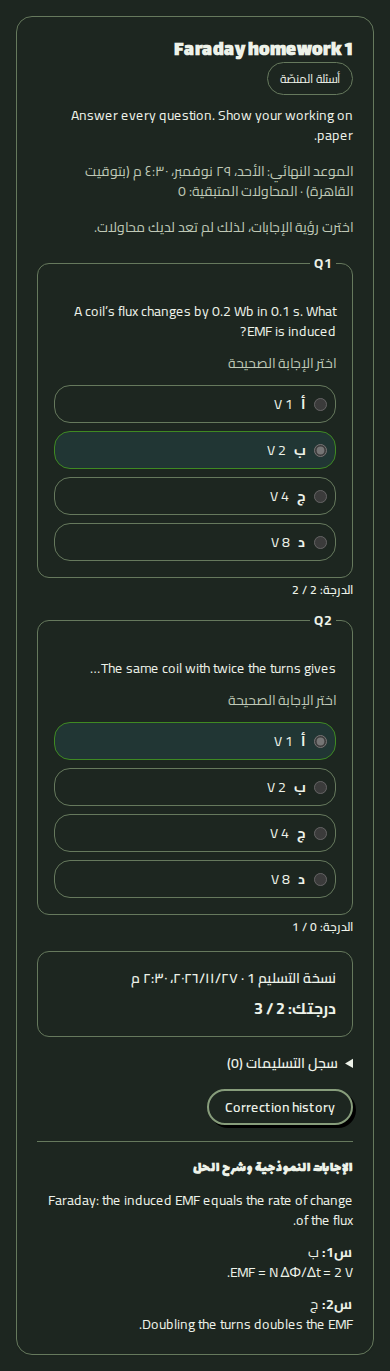 Faraday homework 1
أسئلة المنصّة
Answer every question. Show your working on
paper.
الموعد النهائي: الأحد، ٢٩ نوفمبر، ٤:٣٠ م (بتوقيت
القاهرة) · المحاولات المتبقية: 0
اخترت رؤية الإجابات، لذلك لم تعد لديك محاولات.
Q1
A coil’s flux changes by 0.2 Wb in 0.1 s. What
EMF is induced?
اختر الإجابة الصحيحة
أ 1 V
ب 2 V
ج 4 V
د 8 V
الدرجة: 2 / 2
Q2
The same coil with twice the turns gives…
اختر الإجابة الصحيحة
أ 1 V
ب 2 V
ج 4 V
د 8 V
الدرجة: 0 / 1
نسخة التسليم 1 · ٢٧/١١/٢٠٢٦، ٢:٣٠ م
درجتك: 2 / 3
سجل التسليمات (0)
Correction history
الإجابات النموذجية وشرح الحل
Faraday: the induced EMF equals the rate of change
of the flux.
س1: ب
EMF = N ΔΦ/Δt = 2 V.
س2: ج
Doubling the turns doubles the EMF.